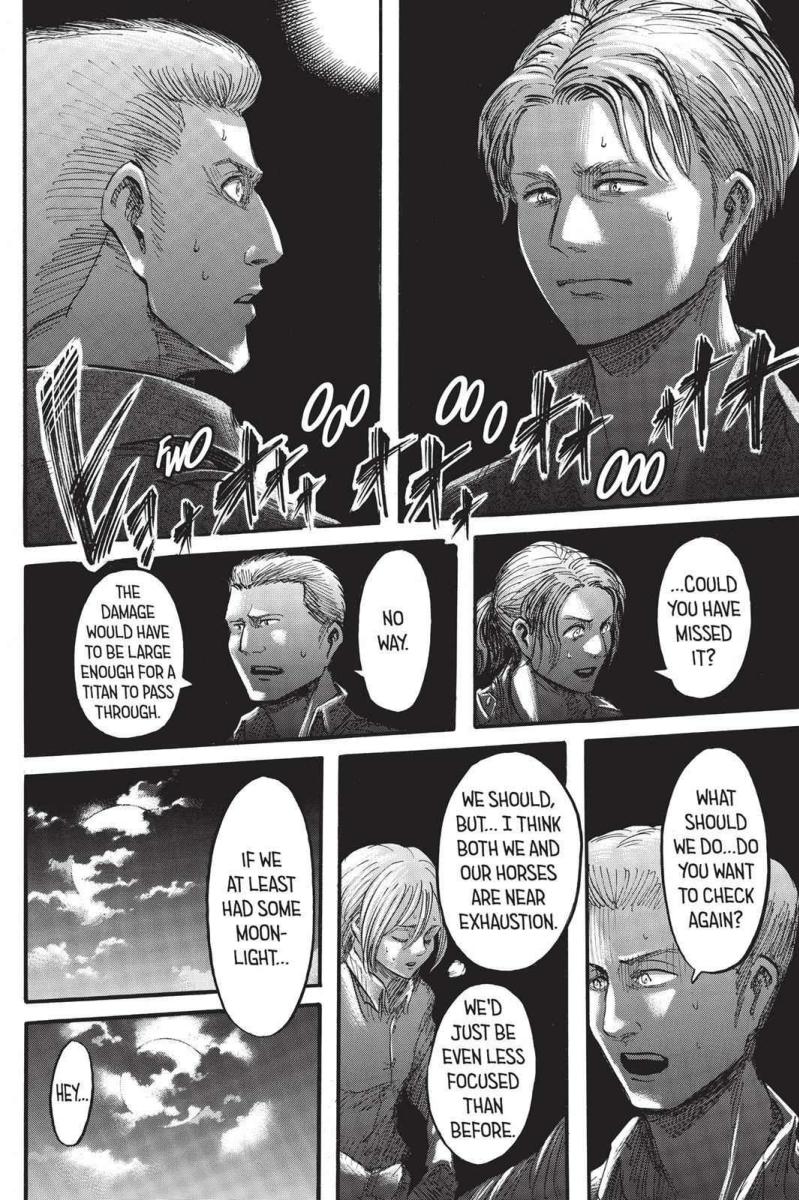 FWO
OOO
OO
O
OOO
...COULD
YOU HAVE
MISSED
IT?
NO
WAY.
THE
DAMAGE
WOULD HAVE
TO BE LARGE
ENOUGH FOR A
TITAN TO PASS
THROUGH.
WHAT
SHOULD
WE DO...DO
YOU WANT
TO CHECK
AGAIN?
WE SHOULD,
BUT... I THINK
BOTH WE AND
OUR HORSES
ARE NEAR
EXHAUSTION.
WE'D
JUST BE
EVEN LESS
FOCUSED
THAN
BEFORE.
IF WE
AT LEAST
HAD SOME
MOON-
LIGHT...
HEY...